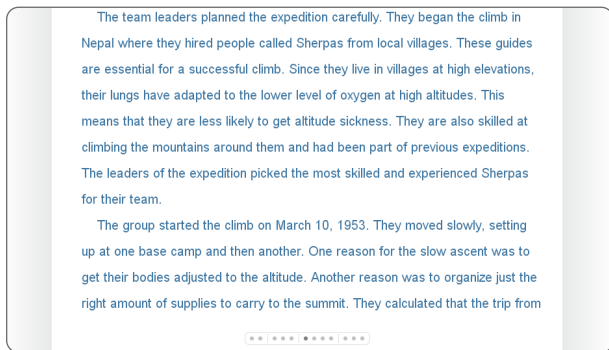 The team leaders planned the expedition carefully. They began the climb in
Nepal where they hired people called Sherpas from local villages. These guides
are essential for a successful climb. Since they live in villages at high elevations,
their lungs have adapted to the lower level of oxygen at high altitudes. This
means that they are less likely to get altitude sickness. They are also skilled at
climbing the mountains around them and had been part of previous expeditions.
The leaders of the expedition picked the most skilled and experienced Sherpas
for their team.
The group started the climb on March 10, 1953. They moved slowly, setting
up at one base camp and then another. One reason for the slow ascent was to
get their bodies adjusted to the altitude. Another reason was to organize just the
right amount of supplies to carry to the summit. They calculated that the trip from